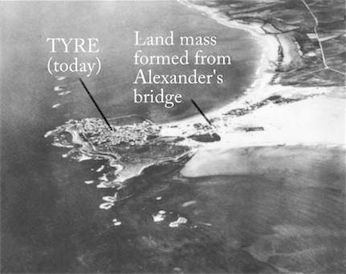 TYRE
(today)
Land mass
formed from
Alexander's
bridge